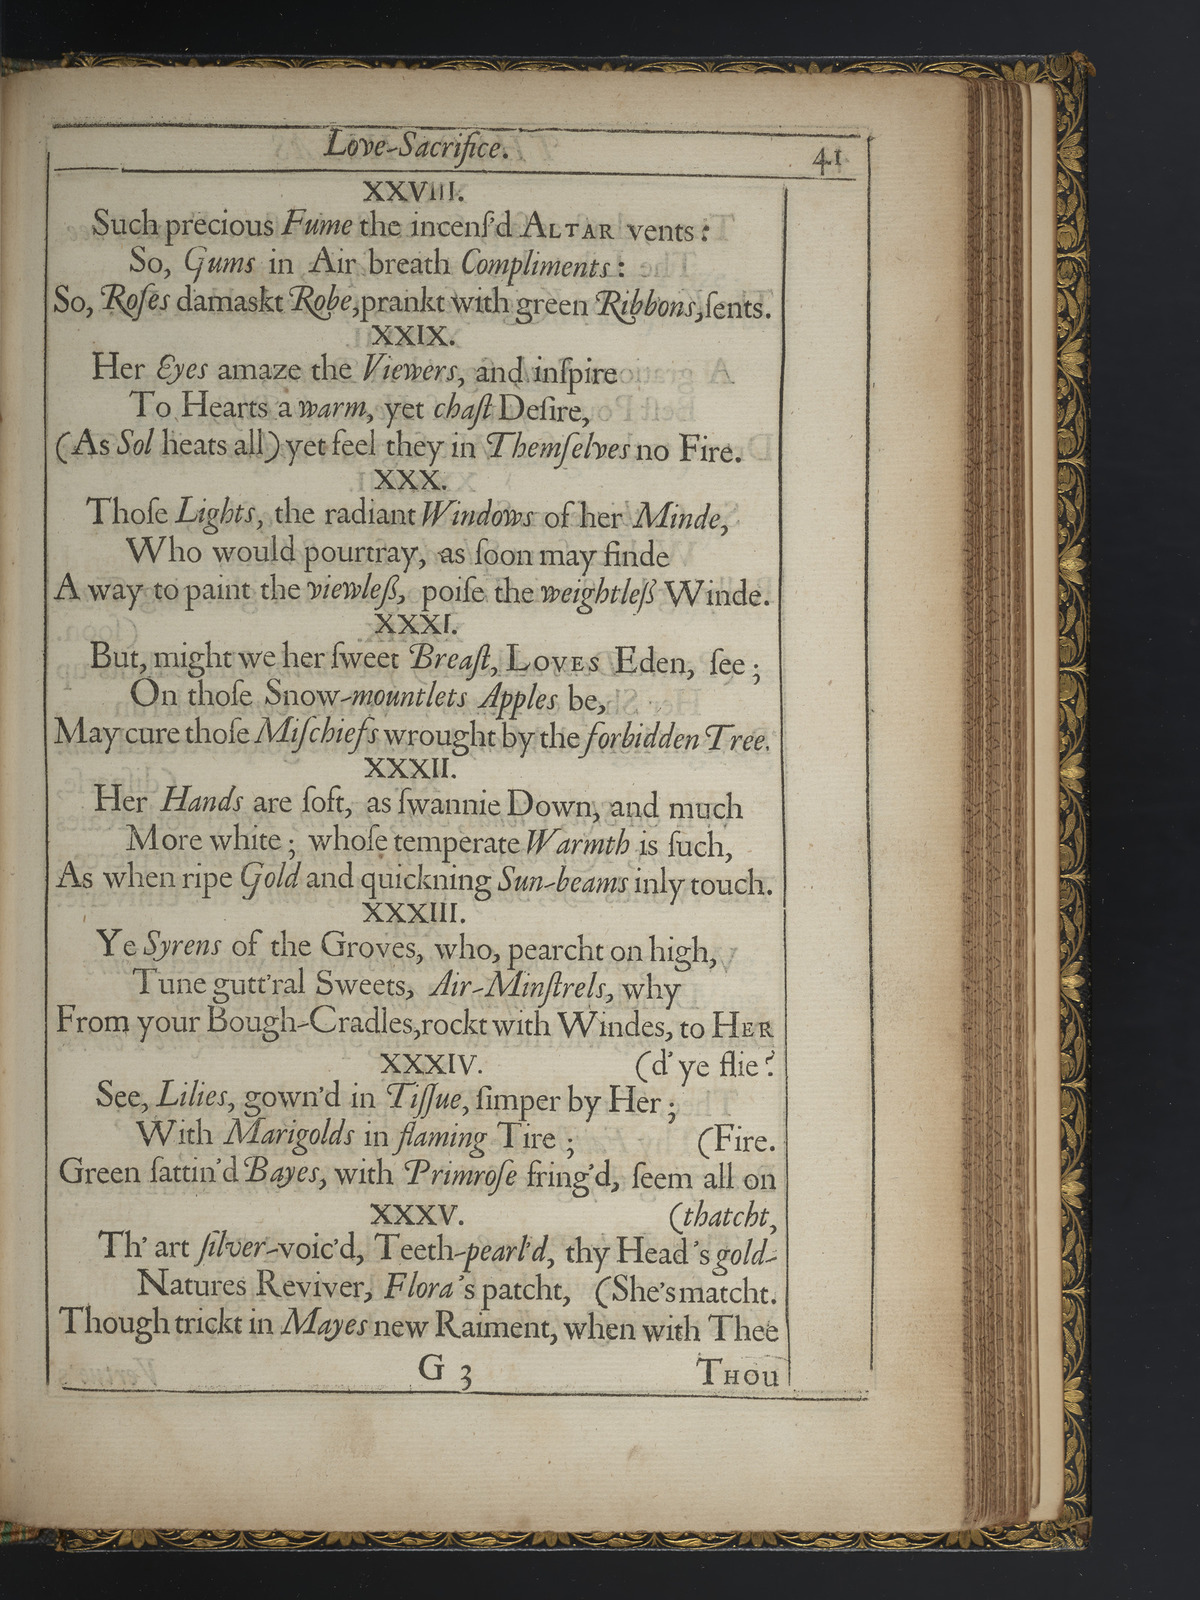 Love-Sacrifice.
41
XXVIII.
Such precious Fume the incenſ'd ALTAR vents:
So, Gums in Air breath Compliments:
So, Roſes damaskt Robe, prankt with green Ribbons, ſents.
XXIX.
Her Eyes amaze the Viewers, and inſpire
To Hearts a warm, yet chaſt Deſire,
(As Sol heats all) yet feel they in Themſelves no Fire.
XXX.
Thoſe Lights, the radiant Windows of her Minde,
Who would pourtray, as ſoon may finde
A way to paint the viewleß, poiſe the weightleß Winde.
XXXI.
But, might we her ſweet Breaſt, LOVES Eden, ſee;
On thoſe Snow-mountlets Apples be,
May cure thoſe Miſchiefs wrought by the forbidden Tree.
XXXII.
Her Hands are ſoft, as ſwannie Down, and much
More white; whoſe temperate Warmth is ſuch,
As when ripe Gold and quickning Sun-beams inly touch.
XXXIII.
Ye Syrens of the Groves, who, pearcht on high,
Tune gutt'ral Sweets, Air-Minſtrels, why
From your Bough-Cradles, rockt with Windes, to HER
XXXIV. (d' ye flie?
See, Lilies, gown'd in Tiſſue, ſimper by Her;
With Marigolds in flaming Tire; (Fire.
Green ſattin'd Bayes, with Primroſe fring'd, ſeem all on
XXXV. (thatcht,
Th' art ſilver-voic'd, Teeth-pearl'd, thy Head's gold-
Natures Reviver, Flora's patcht, (She's matcht.
Though trickt in Mayes new Raiment, when with Thee
G 3 THOU